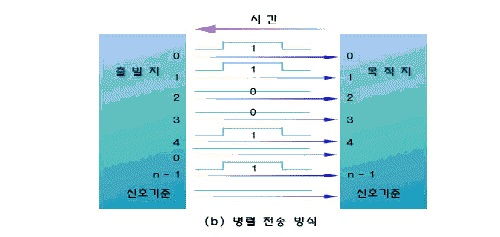 시간
0 1 0
출발지 목적지
1 1 1
2 0 2
3 0 3
4 1 4
0
n-1 1 n-1
신호기준 신호기준
(b) 병렬 전송 방식